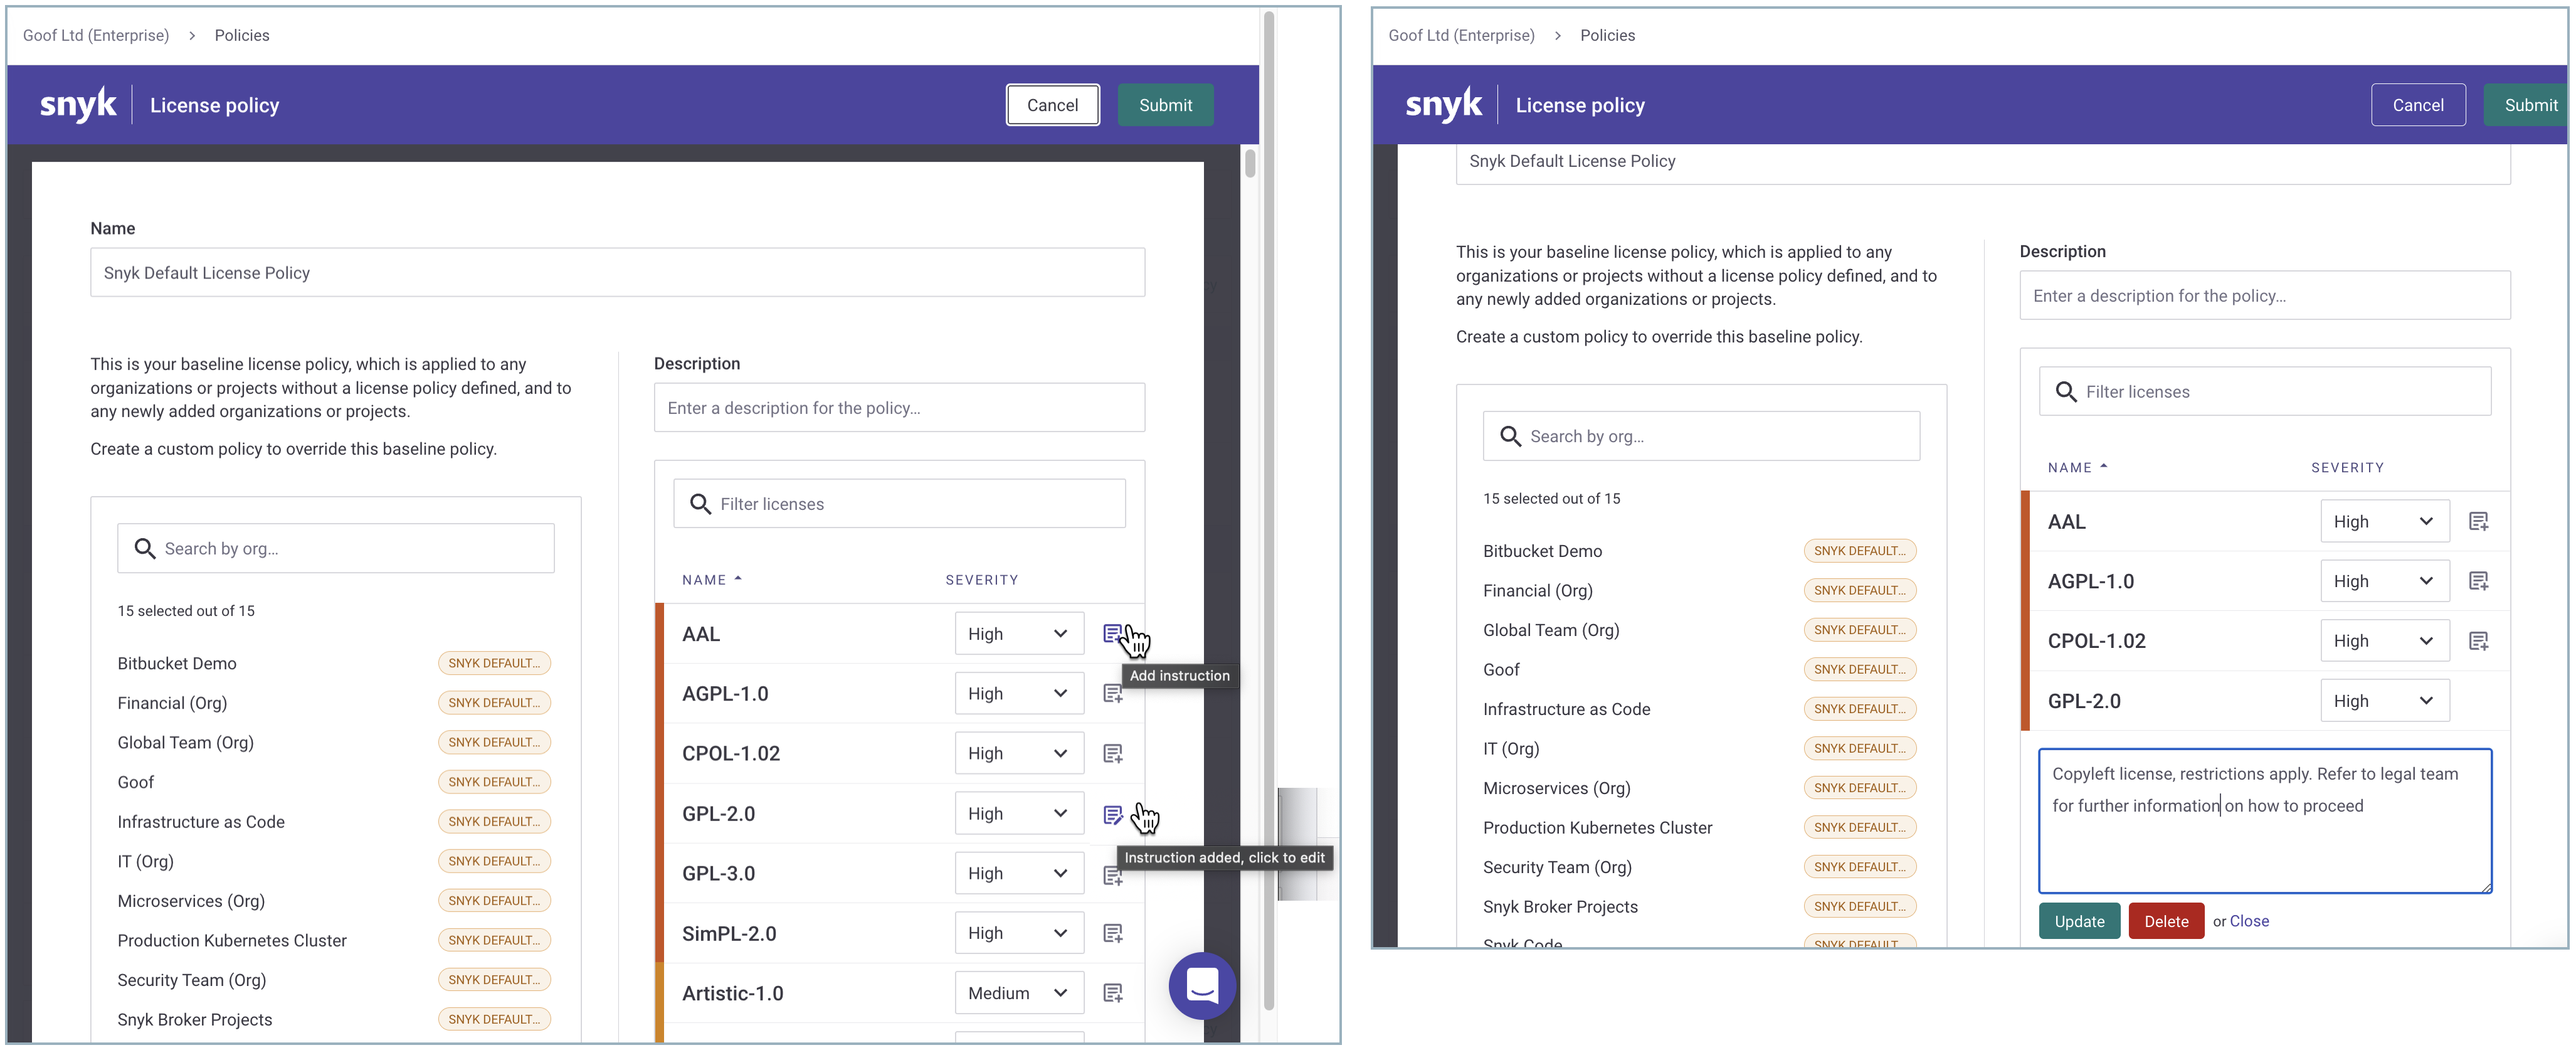 Goof Ltd (Enterprise) > Policies
snyk License policy
Cancel Submit
Name
Snyk Default License Policy
This is your baseline license policy, which is applied to any
organizations or projects without a license policy defined, and to
any newly added organizations or projects.
Create a custom policy to override this baseline policy.
Search by org...
15 selected out of 15
Bitbucket Demo SNYK DEFAULT...
Financial (Org) SNYK DEFAULT...
Global Team (Org) SNYK DEFAULT...
Goof SNYK DEFAULT...
Infrastructure as Code SNYK DEFAULT...
IT (Org) SNYK DEFAULT...
Microservices (Org) SNYK DEFAULT...
Production Kubernetes Cluster SNYK DEFAULT...
Security Team (Org) SNYK DEFAULT...
Snyk Broker Projects SNYK DEFAULT...
Description
Enter a description for the policy...
Filter licenses
NAME SEVERITY
AAL High
Add instruction
AGPL-1.0 High
CPOL-1.02 High
GPL-2.0 High
Instruction added, click to edit
GPL-3.0 High
SimPL-2.0 High
Artistic-1.0 Medium
Goof Ltd (Enterprise) > Policies
snyk License policy
Cancel Submit
Snyk Default License Policy
This is your baseline license policy, which is applied to any
organizations or projects without a license policy defined, and to
any newly added organizations or projects.
Create a custom policy to override this baseline policy.
Search by org...
15 selected out of 15
Bitbucket Demo SNYK DEFAULT...
Financial (Org) SNYK DEFAULT...
Global Team (Org) SNYK DEFAULT...
Goof SNYK DEFAULT...
Infrastructure as Code SNYK DEFAULT...
IT (Org) SNYK DEFAULT...
Microservices (Org) SNYK DEFAULT...
Production Kubernetes Cluster SNYK DEFAULT...
Security Team (Org) SNYK DEFAULT...
Snyk Broker Projects SNYK DEFAULT...
Snyk Code SNYK DEFAULT...
Description
Enter a description for the policy...
Filter licenses
NAME SEVERITY
AAL High
AGPL-1.0 High
CPOL-1.02 High
GPL-2.0 High
Copyleft license, restrictions apply. Refer to legal team
for further information on how to proceed
Update Delete or Close